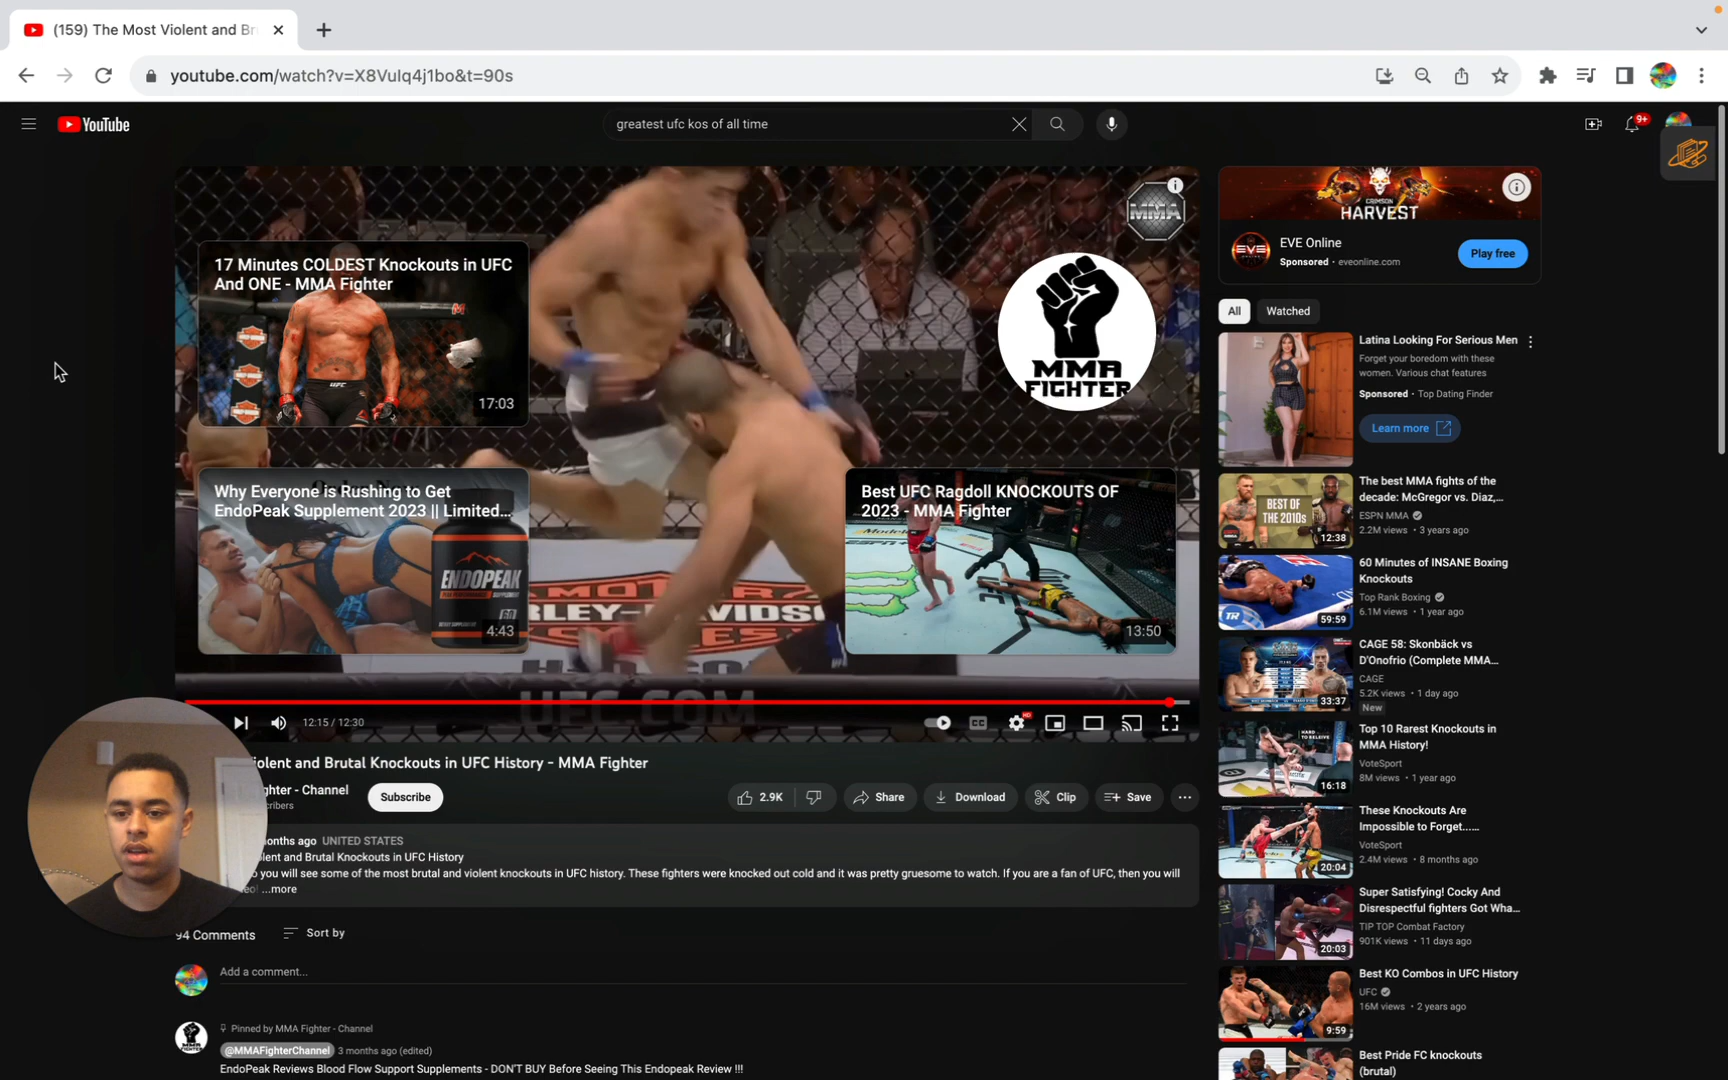 (159) The Most Violent and Br
youtube.com/watch?v=X8Vulq4j1bo&t=90s
YouTube
greatest ufc kos of all time
9+
MMA
17 Minutes COLDEST Knockouts in UFC
And ONE - MMA Fighter
17:03
MMA
FIGHTER
Why Everyone is Rushing to Get
EndoPeak Supplement 2023 || Limited...
ENDOPEAK
60
4:43
Best UFC Ragdoll KNOCKOUTS OF
2023 - MMA Fighter
13:50
HARLEY-DAVIDS
UFC.COM
12:15 / 12:30
CC
HD
iolent and Brutal Knockouts in UFC History - MMA Fighter
ghter - Channel
cribers
Subscribe
2.9K
Share
Download
Clip
Save
onths ago UNITED STATES
olent and Brutal Knockouts in UFC History
o you will see some of the most brutal and violent knockouts in UFC history. These fighters were knocked out cold and it was pretty gruesome to watch. If you are a fan of UFC, then you will
eo! ...more
94 Comments
Sort by
Add a comment...
Pinned by MMA Fighter - Channel
@MMAFighterChannel 3 months ago (edited)
EndoPeak Reviews Blood Flow Support Supplements - DON'T BUY Before Seeing This Endopeak Review !!!
CRIMSON
HARVEST
EVE
EVE Online
Sponsored · eveonline.com
Play free
All
Watched
Latina Looking For Serious Men
Forget your boredom with these
women. Various chat features
Sponsored · Top Dating Finder
Learn more
BEST OF
THE 2010s
12:38
The best MMA fights of the
decade: McGregor vs. Diaz,...
ESPN MMA
2.2M views · 3 years ago
59:59
60 Minutes of INSANE Boxing
Knockouts
Top Rank Boxing
6.1M views · 1 year ago
33:37
CAGE 58: Skonbäck vs
D'Onofrio (Complete MMA...
CAGE
5.2K views · 1 day ago
New
16:18
Top 10 Rarest Knockouts in
MMA History!
VoteSport
8M views · 1 year ago
20:04
These Knockouts Are
Impossible to Forget......
VoteSport
2.4M views · 8 months ago
20:03
Super Satisfying! Cocky And
Disrespectful fighters Got Wha...
TIP TOP Combat Factory
901K views · 11 days ago
9:59
Best KO Combos in UFC History
UFC
16M views · 2 years ago
Best Pride FC knockouts
(brutal)